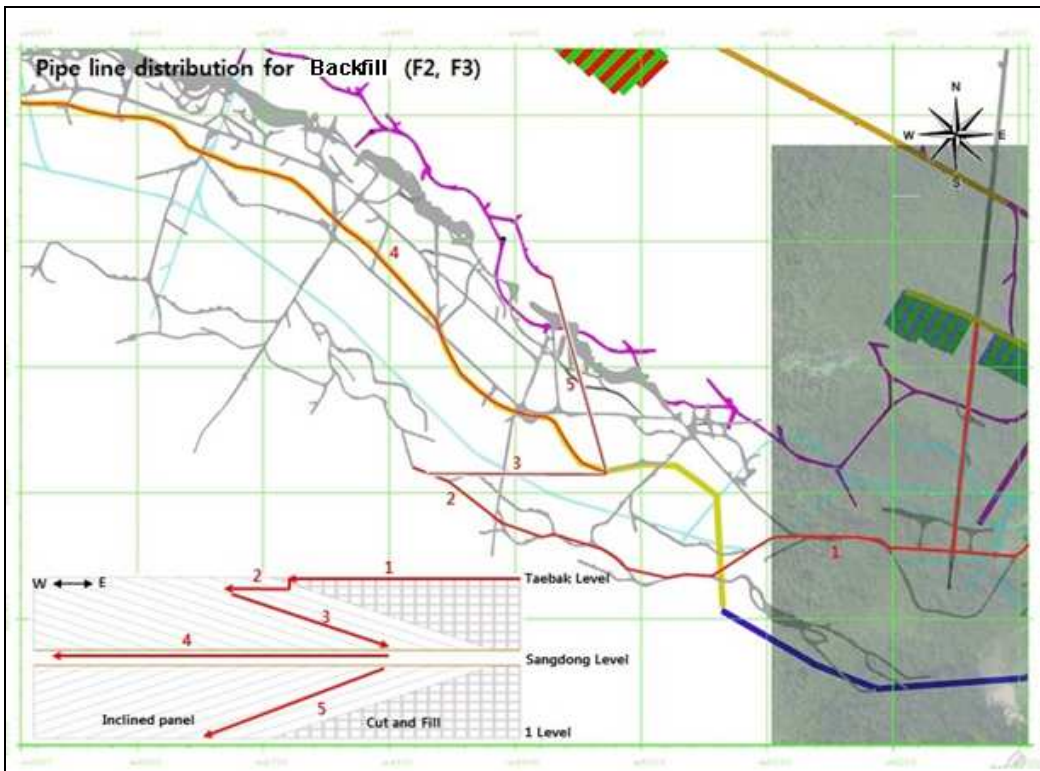 Pipe line distribution for Backfill (F2, F3)
N
W E
S
4
5
3
2
1
W E
2
1
Taebak Level
3
4
Sangdong Level
5
Inclined panel
Cut and Fill
1 Level